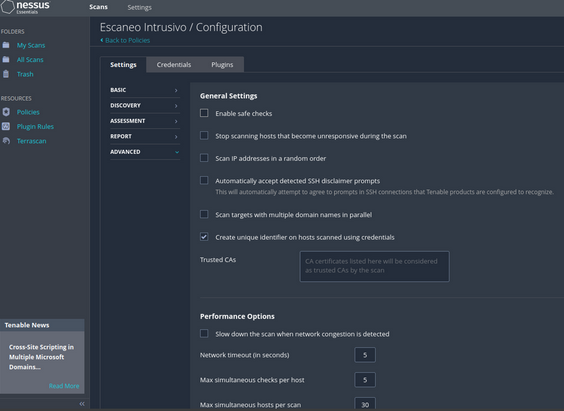 nessus
Essentials
Scans
Settings
FOLDERS
My Scans
All Scans
Trash
RESOURCES
Policies
Plugin Rules
Terrascan
Tenable News
Cross-Site Scripting in
Multiple Microsoft
Domains...
Read More
Escaneo Intrusivo / Configuration
Back to Policies
Settings
Credentials
Plugins
BASIC
DISCOVERY
ASSESSMENT
REPORT
ADVANCED
General Settings
Enable safe checks
Stop scanning hosts that become unresponsive during the scan
Scan IP addresses in a random order
Automatically accept detected SSH disclaimer prompts
This will automatically attempt to agree to prompts in SSH connections that Tenable products are configured to recognize.
Scan targets with multiple domain names in parallel
Create unique identifier on hosts scanned using credentials
Trusted CAs
CA certificates listed here will be considered
as trusted CAs by the scan
Performance Options
Slow down the scan when network congestion is detected
Network timeout (in seconds)
5
Max simultaneous checks per host
5
Max simultaneous hosts per scan
30